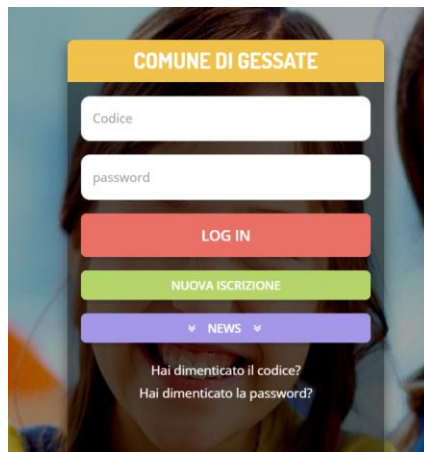 COMUNE DI GESSATE
Codice
password
LOG IN
NUOVA ISCRIZIONE
NEWS
Hai dimenticato il codice?
Hai dimenticato la password?